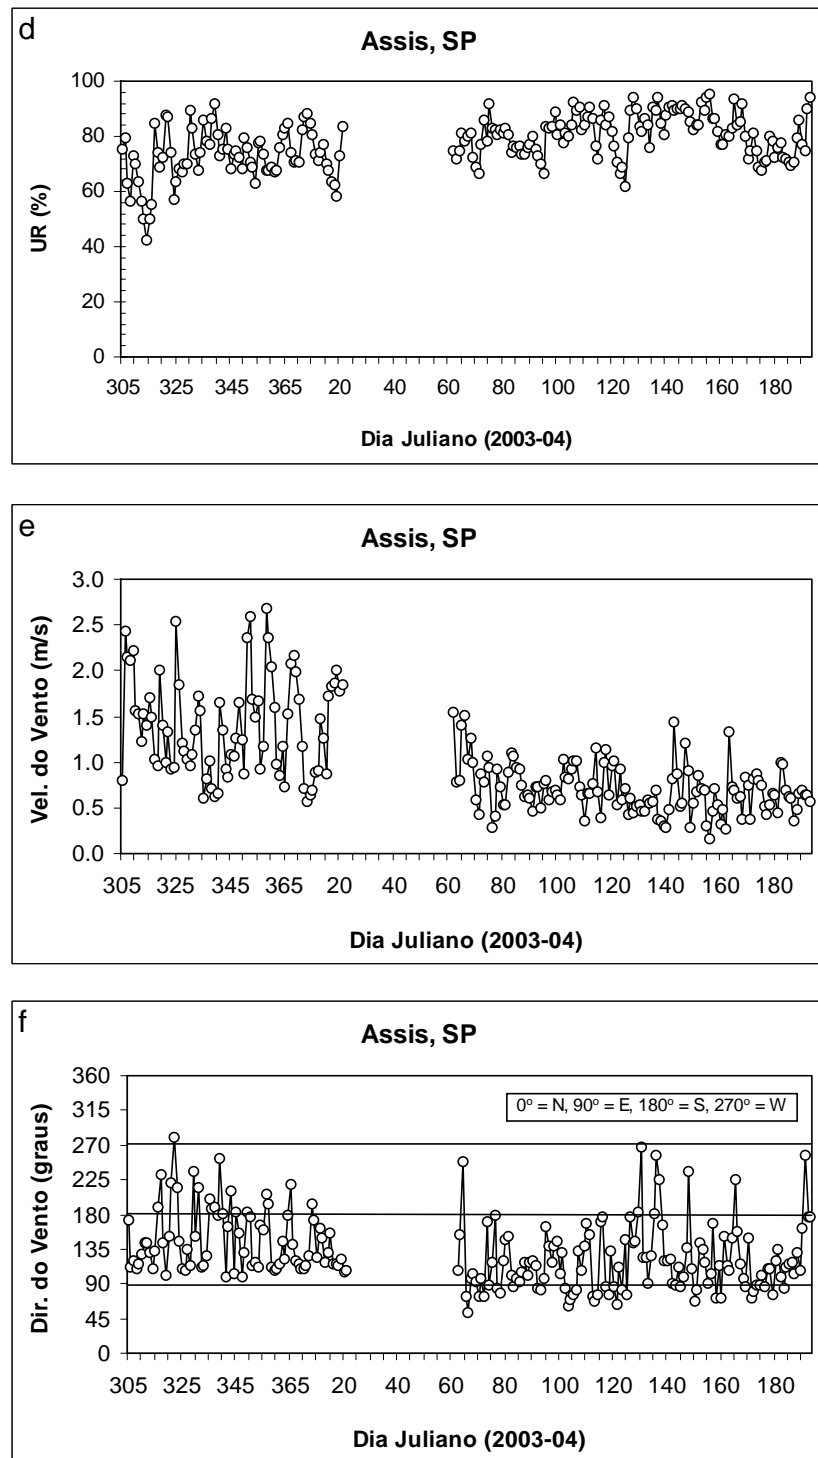 d
Assis, SP
100
80
60
40
20
0
UR (%)
305 325 345 365 20 40 60 80 100 120 140 160 180
Dia Juliano (2003-04)
e
Assis, SP
3.0
2.5
2.0
1.5
1.0
0.5
0.0
Vel. do Vento (m/s)
305 325 345 365 20 40 60 80 100 120 140 160 180
Dia Juliano (2003-04)
f
Assis, SP
360
315
270
225
180
135
90
45
0
Dir. do Vento (graus)
0º = N, 90º = E, 180º = S, 270º = W
305 325 345 365 20 40 60 80 100 120 140 160 180
Dia Juliano (2003-04)